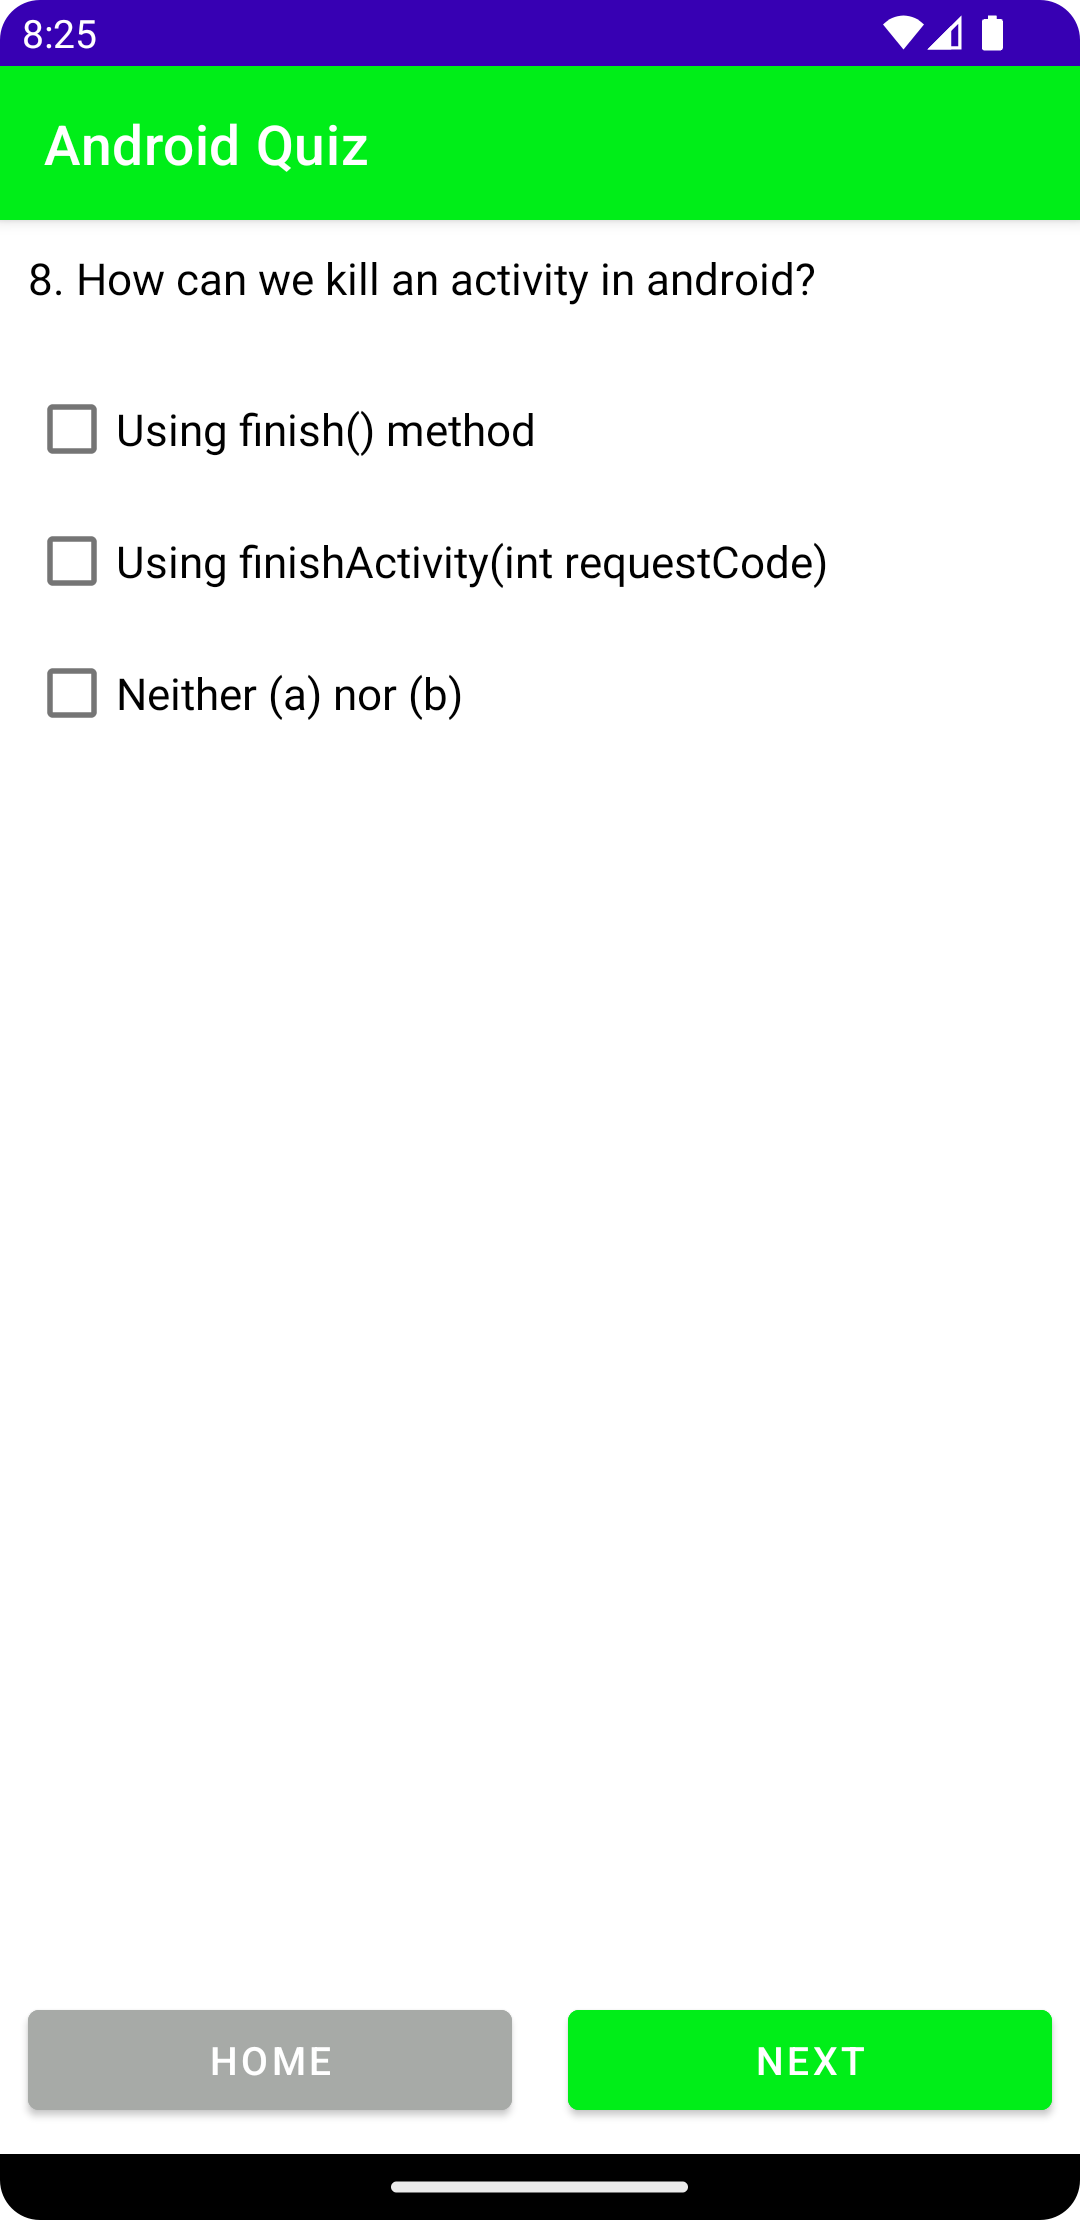 8:25
Android Quiz
8. How can we kill an activity in android?
Using finish() method
Using finishActivity(int requestCode)
Neither (a) nor (b)
HOME
NEXT